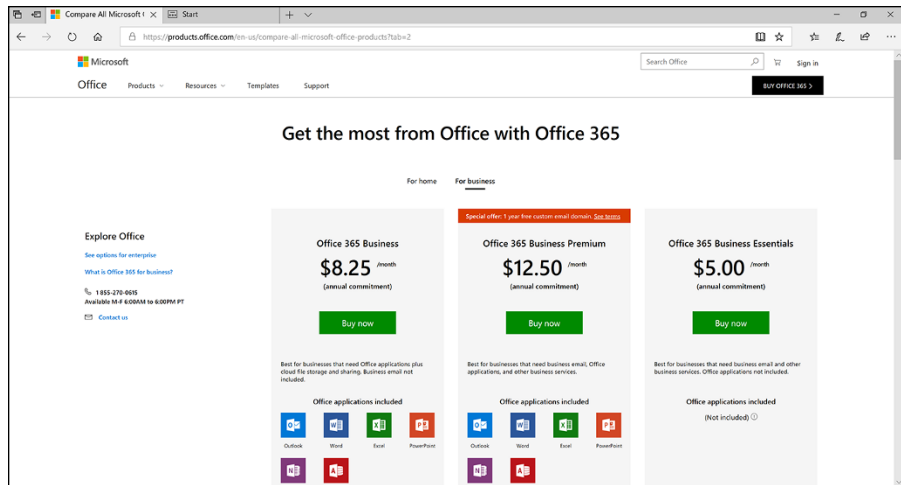 Compare All Microsoft (
Start
https://products.office.com/en-us/compare-all-microsoft-office-products?tab=2
Microsoft
Search Office
Sign in
Office
Products
Resources
Templates
Support
BUY OFFICE 365 >
Get the most from Office with Office 365
For home
For business
Explore Office
See options for enterprise
What is Office 365 for business?
1 855-270-0615
Available M-F 6:00AM to 6:00PM PT
Contact us
Office 365 Business
$8.25 /month
(annual commitment)
Buy now
Best for businesses that need Office applications plus
cloud file storage and sharing. Business email not
included.
Office applications included
Outlook
Word
Excel
PowerPoint
Special offer: 1 year free custom email domain. See terms
Office 365 Business Premium
$12.50 /month
(annual commitment)
Buy now
Best for businesses that need business email, Office
applications, and other business services.
Office applications included
Outlook
Word
Excel
PowerPoint
Office 365 Business Essentials
$5.00 /month
(annual commitment)
Buy now
Best for businesses that need business email and other
business services. Office applications not included.
Office applications included
(Not included)